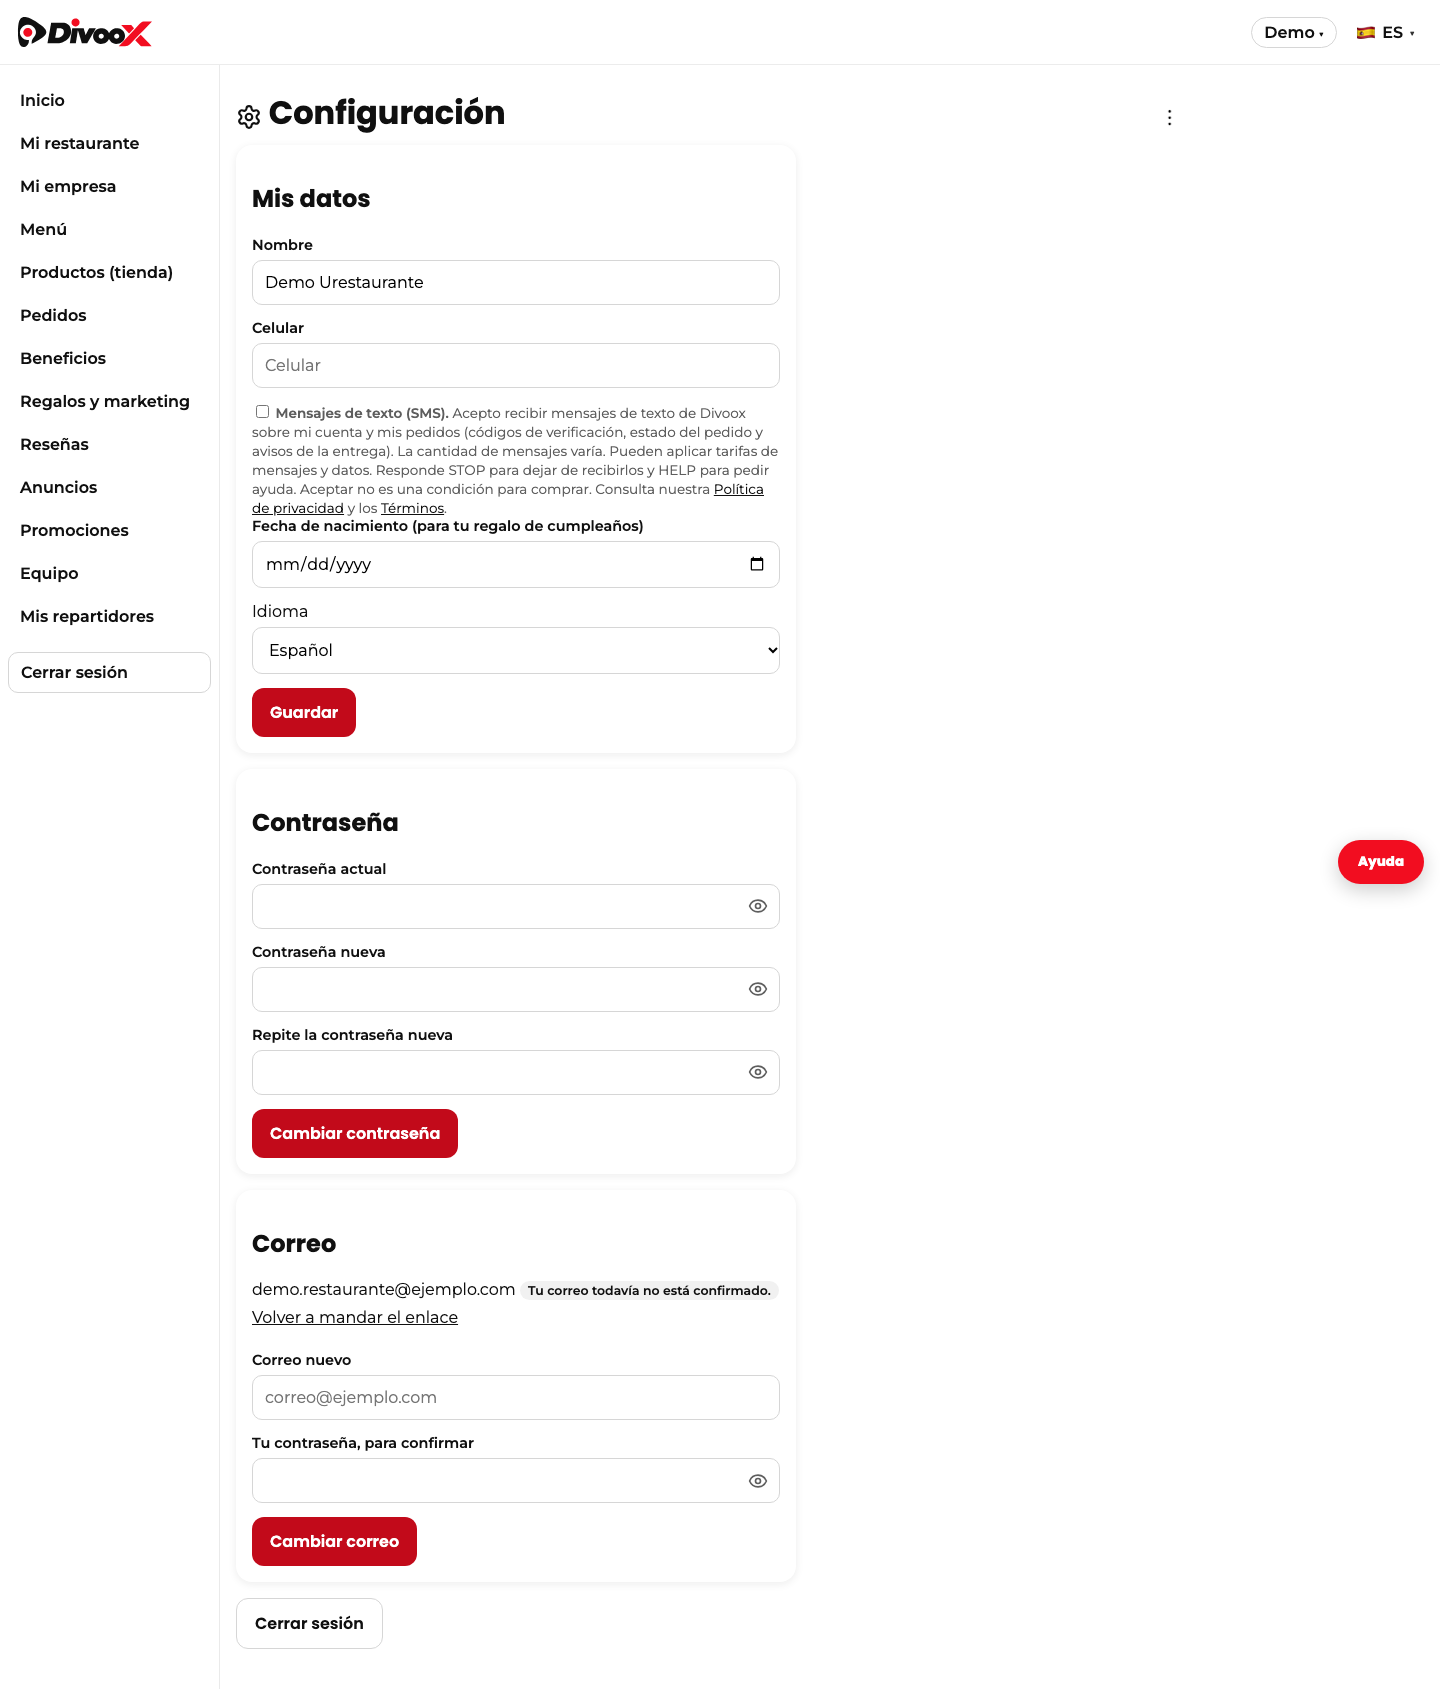 DivooX
Demo ▾
ES ▾
Inicio
Mi restaurante
Mi empresa
Menú
Productos (tienda)
Pedidos
Beneficios
Regalos y marketing
Reseñas
Anuncios
Promociones
Equipo
Mis repartidores
Cerrar sesión
Configuración
Mis datos
Nombre
Demo Urestaurante
Celular
Celular
Mensajes de texto (SMS). Acepto recibir mensajes de texto de Divoox
sobre mi cuenta y mis pedidos (códigos de verificación, estado del pedido y
avisos de la entrega). La cantidad de mensajes varía. Pueden aplicar tarifas de
mensajes y datos. Responde STOP para dejar de recibirlos y HELP para pedir
ayuda. Aceptar no es una condición para comprar. Consulta nuestra Política
de privacidad y los Términos.
Fecha de nacimiento (para tu regalo de cumpleaños)
mm/dd/yyyy
Idioma
Español
Guardar
Contraseña
Contraseña actual
Contraseña nueva
Repite la contraseña nueva
Cambiar contraseña
Ayuda
Correo
demo.restaurante@ejemplo.com Tu correo todavía no está confirmado.
Volver a mandar el enlace
Correo nuevo
correo@ejemplo.com
Tu contraseña, para confirmar
Cambiar correo
Cerrar sesión